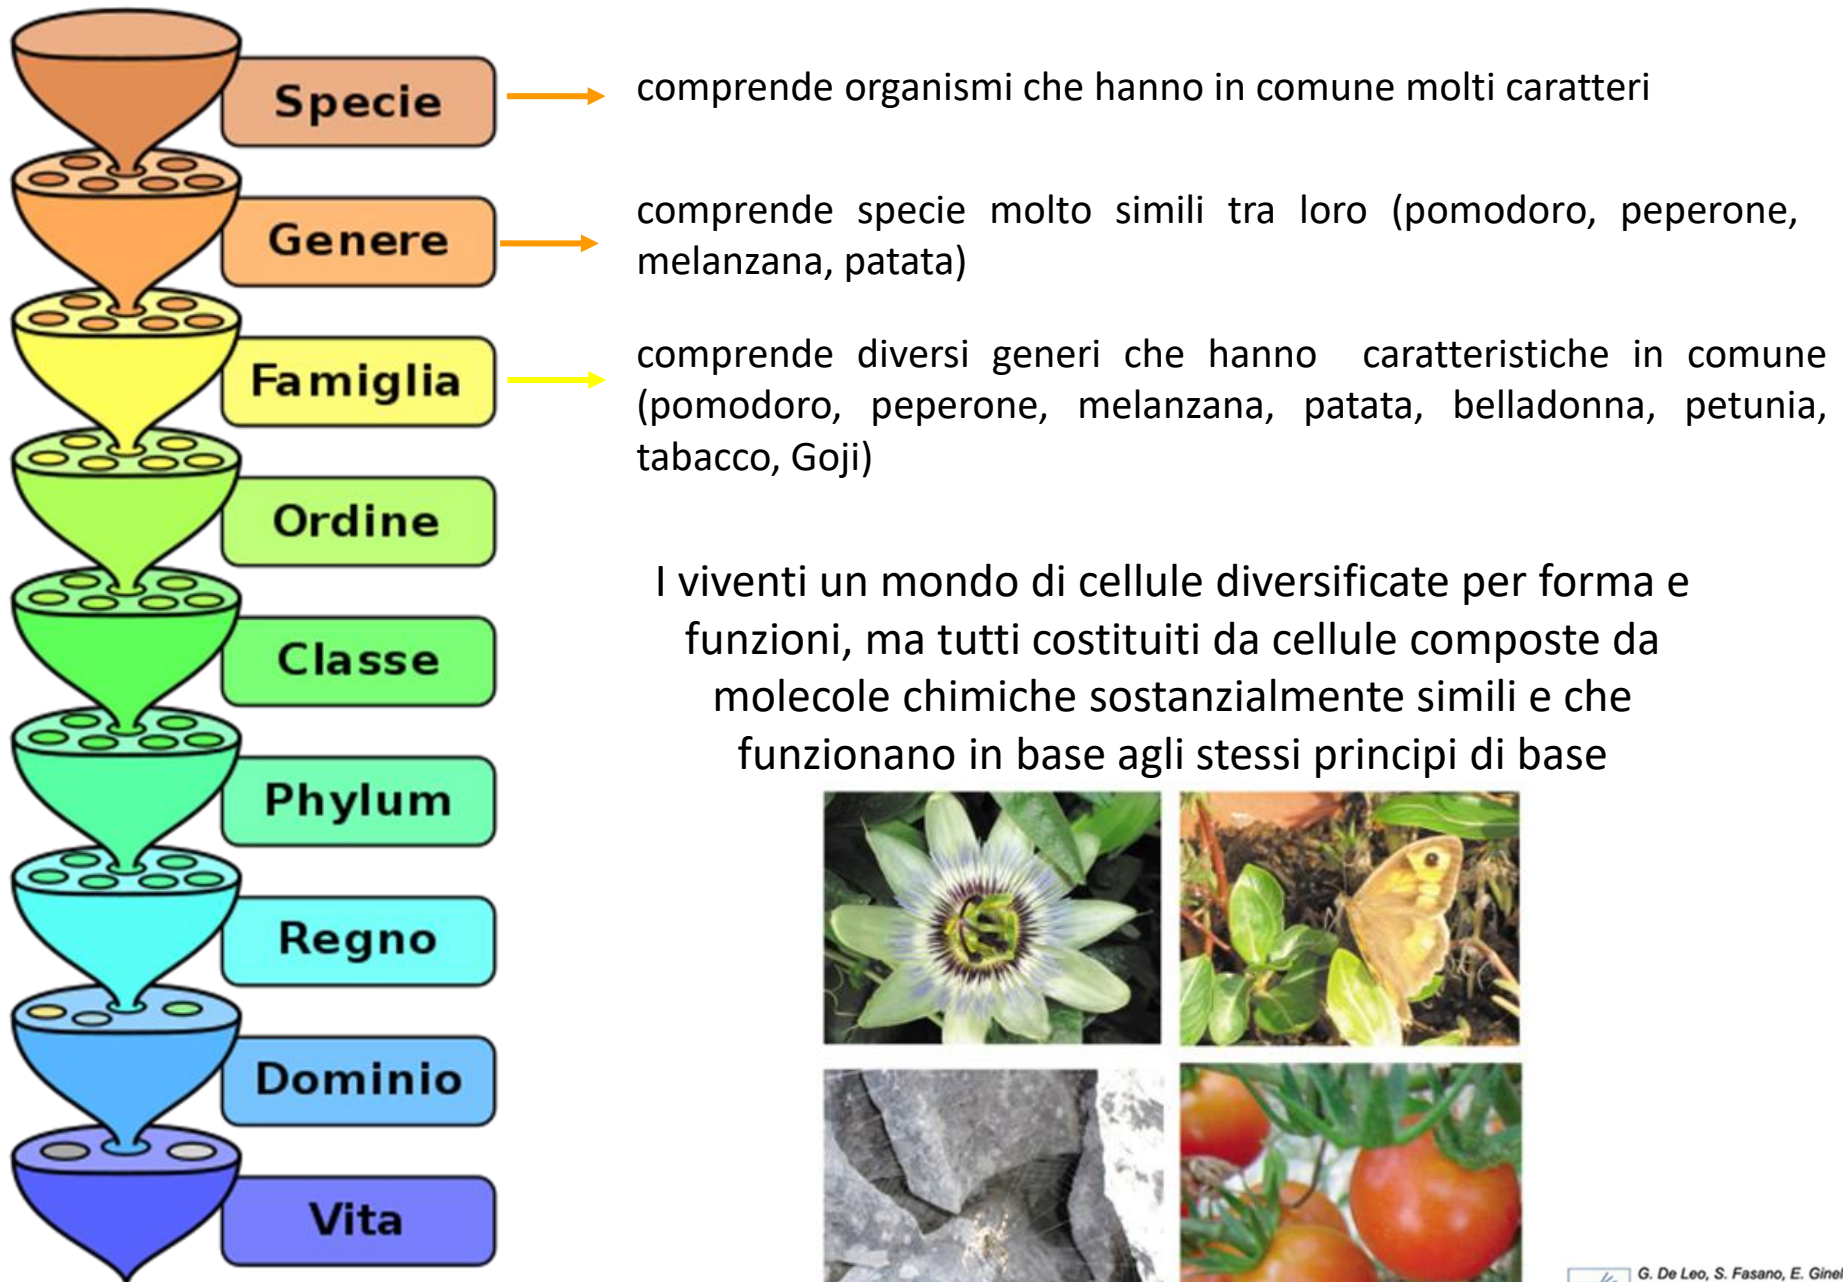 Specie
comprende organismi che hanno in comune molti caratteri
Genere
comprende specie molto simili tra loro (pomodoro, peperone,
melanzana, patata)
Famiglia
comprende diversi generi che hanno caratteristiche in comune
(pomodoro, peperone, melanzana, patata, belladonna, petunia,
tabacco, Goji)
Ordine
I viventi un mondo di cellule diversificate per forma e
funzioni, ma tutti costituiti da cellule composte da
molecole chimiche sostanzialmente simili e che
funzionano in base agli stessi principi di base
Classe
Phylum
Regno
Dominio
Vita
G. De Leo, S. Fasano, E.